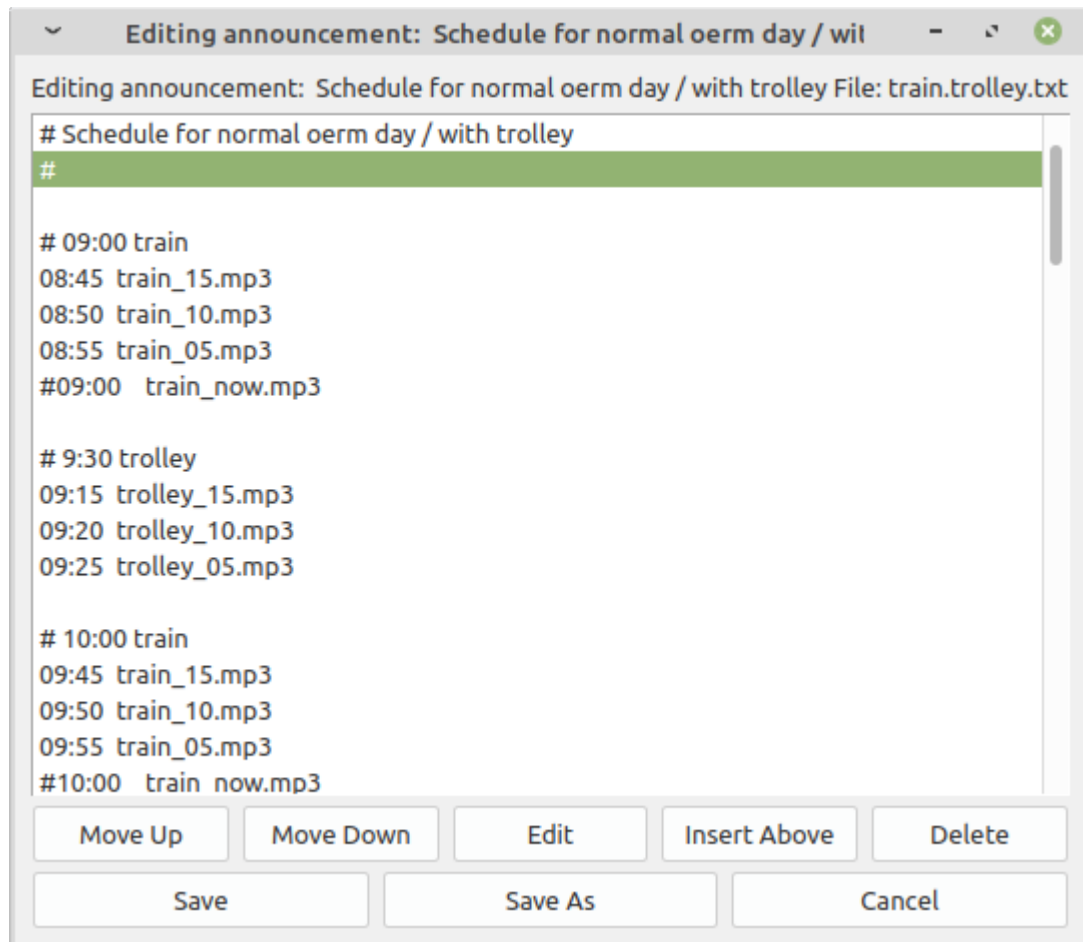 Editing announcement: Schedule for normal oerm day / wit
Editing announcement: Schedule for normal oerm day / with trolley File: train.trolley.txt
# Schedule for normal oerm day / with trolley
#
# 09:00 train
08:45 train_15.mp3
08:50 train_10.mp3
08:55 train_05.mp3
#09:00 train_now.mp3
# 9:30 trolley
09:15 trolley_15.mp3
09:20 trolley_10.mp3
09:25 trolley_05.mp3
# 10:00 train
09:45 train_15.mp3
09:50 train_10.mp3
09:55 train_05.mp3
#10:00 train_now.mp3
Move Up Move Down Edit Insert Above Delete
Save Save As Cancel